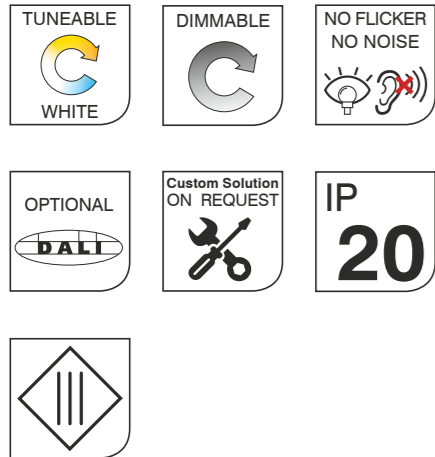 TUNEABLE
WHITE
DIMMABLE
NO FLICKER
NO NOISE
OPTIONAL
DALI
Custom Solution
ON REQUEST
IP
20